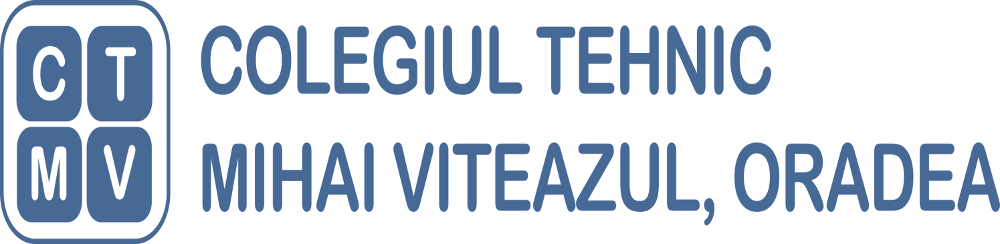 C T
M V
COLEGIUL TEHNIC
MIHAI VITEAZUL, ORADEA